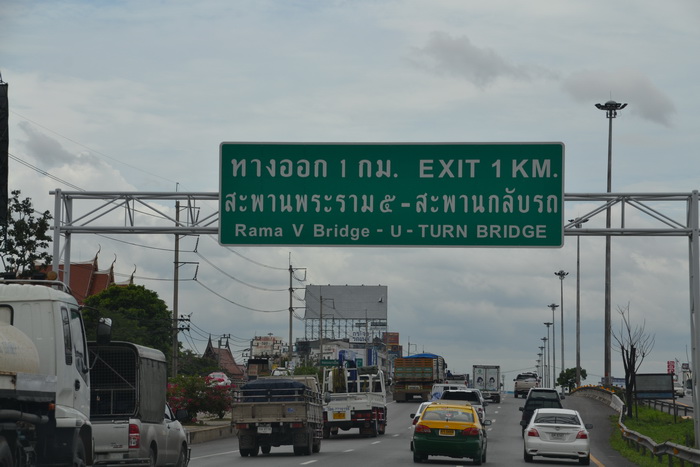 ทางออก 1 กม. EXIT 1 KM.
สะพานพระราม ๕ - สะพานกลับรถ
Rama V Bridge - U - TURN BRIDGE